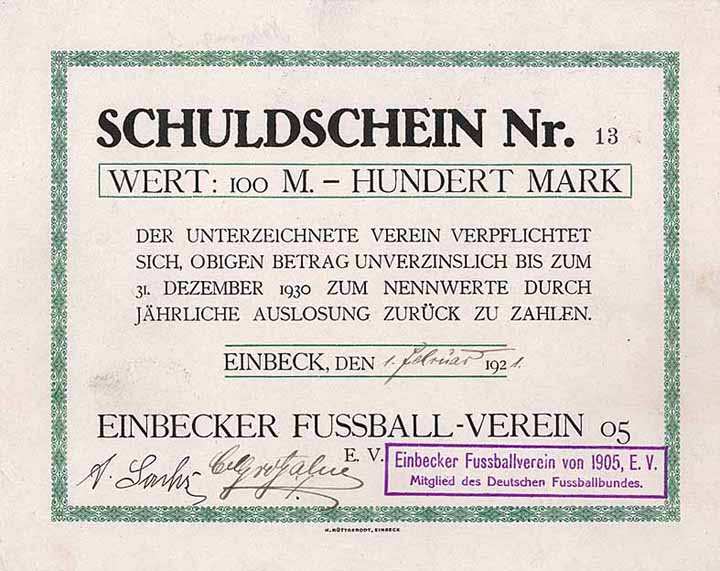 SCHULDSCHEIN Nr. 13
WERT: 100 M. – HUNDERT MARK
DER UNTERZEICHNETE VEREIN VERPFLICHTET
SICH, OBIGEN BETRAG UNVERZINSLICH BIS ZUM
31. DEZEMBER 1930 ZUM NENNWERTE DURCH
JÄHRLICHE AUSLOSUNG ZURÜCK ZU ZAHLEN.
EINBECK, DEN 1. Februar 1921.
EINBECKER FUSSBALL-VEREIN 05
E. V.
Einbecker Fussballverein von 1905, E. V.
Mitglied des Deutschen Fussballbundes.
EINBECK